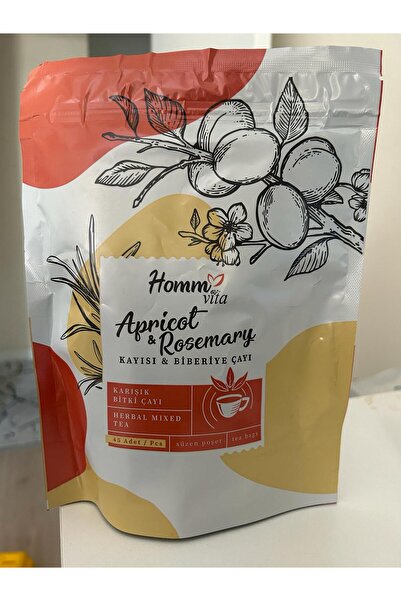 Homm
vita
Apricot
& Rosemary
KAYISI & BİBERİYE ÇAYI
KARIŞIK
BİTKİ ÇAYI
HERBAL MIXED
TEA
45 Adet / Pcs
süzen poşet
tea bags